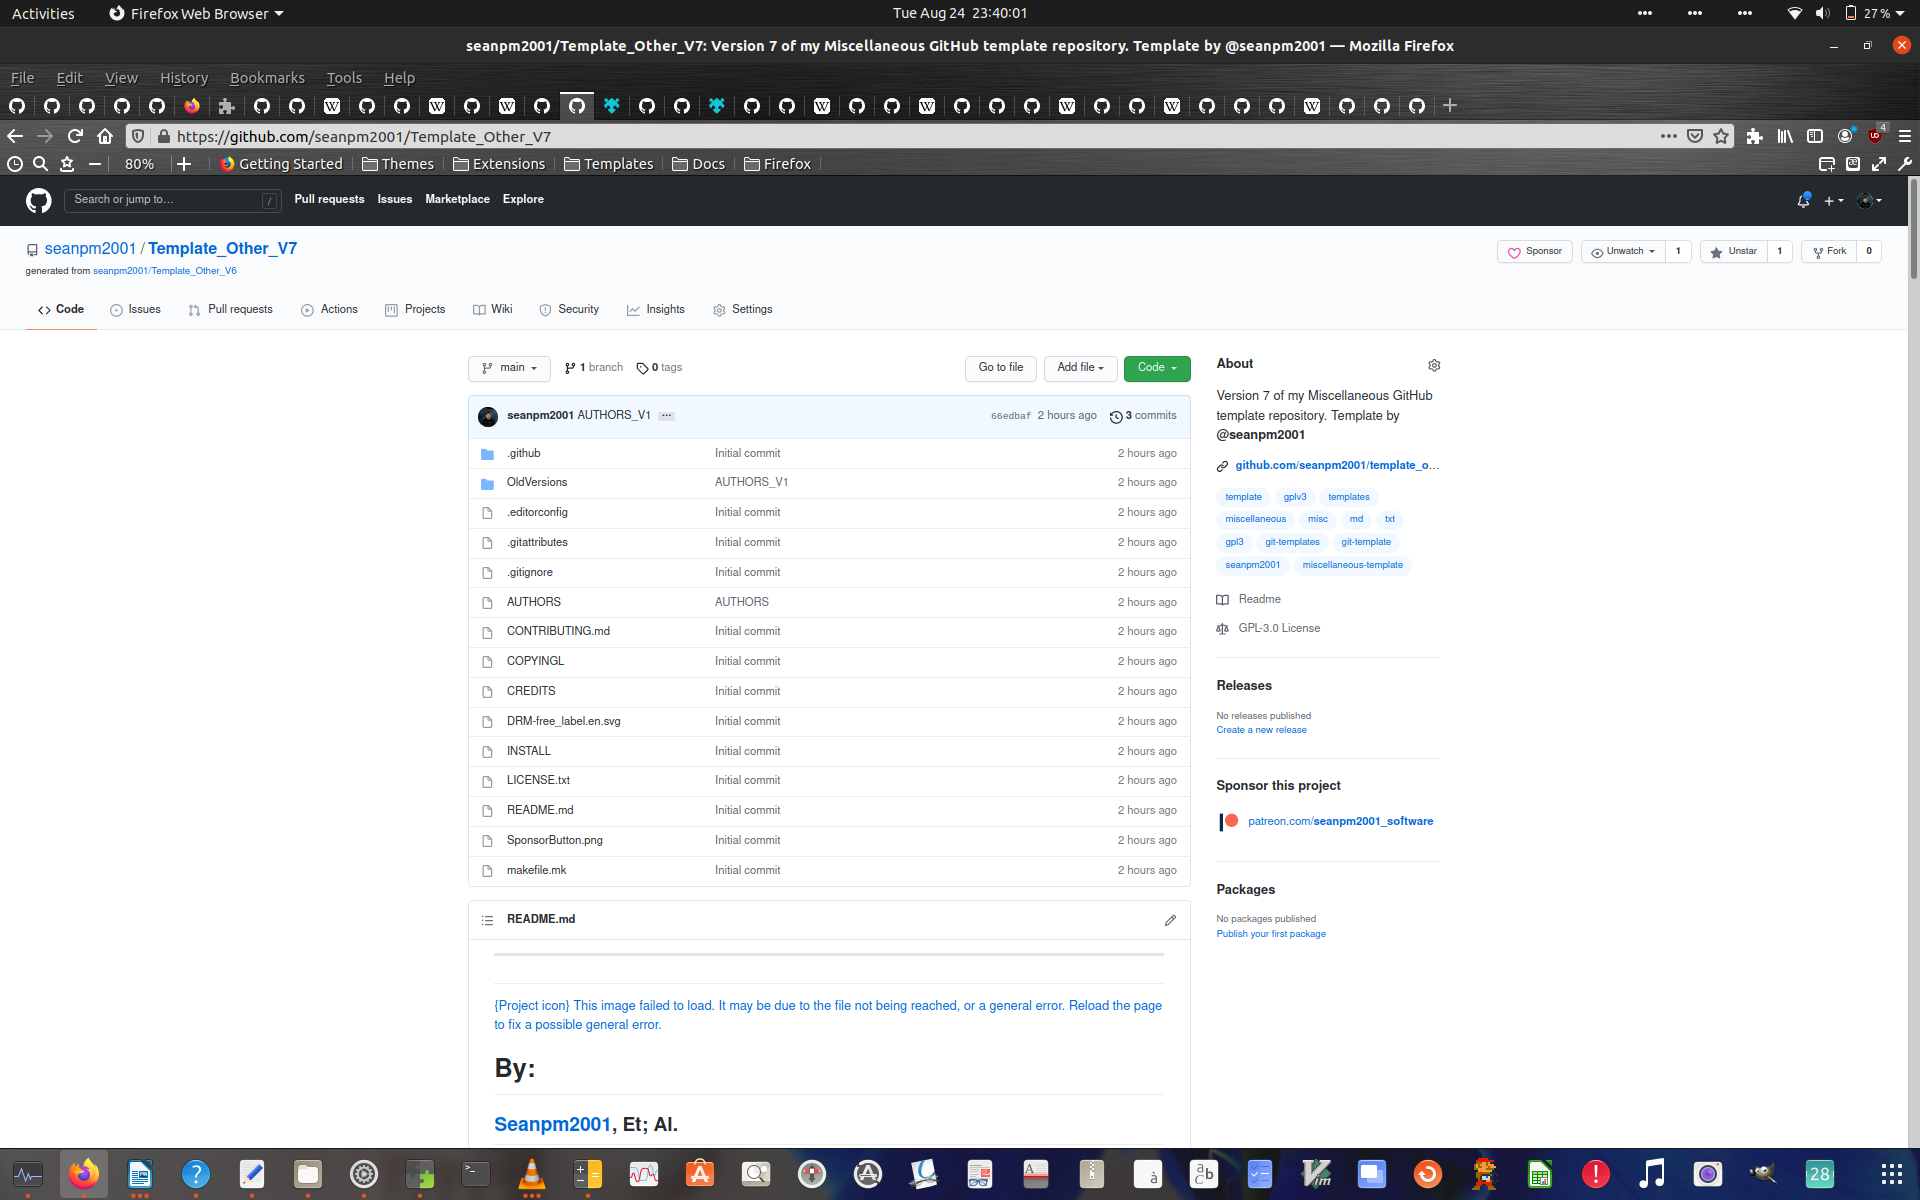 Activities Firefox Web Browser Tue Aug 24 23:40:01 27 %
seanpm2001/Template_Other_V7: Version 7 of my Miscellaneous GitHub template repository. Template by @seanpm2001 — Mozilla Firefox
File Edit View History Bookmarks Tools Help
https://github.com/seanpm2001/Template_Other_V7 4
80% Getting Started Themes Extensions Templates Docs Firefox
Search or jump to… / Pull requests Issues Marketplace Explore
seanpm2001 / Template_Other_V7 Sponsor Unwatch 1 Unstar 1 Fork 0
generated from seanpm2001/Template_Other_V6
Code Issues Pull requests Actions Projects Wiki Security Insights Settings
main 1 branch 0 tags Go to file Add file Code
seanpm2001 AUTHORS_V1 ... 66edbaf 2 hours ago 3 commits
.github Initial commit 2 hours ago
OldVersions AUTHORS_V1 2 hours ago
.editorconfig Initial commit 2 hours ago
.gitattributes Initial commit 2 hours ago
.gitignore Initial commit 2 hours ago
AUTHORS AUTHORS 2 hours ago
CONTRIBUTING.md Initial commit 2 hours ago
COPYINGL Initial commit 2 hours ago
CREDITS Initial commit 2 hours ago
DRM-free_label.en.svg Initial commit 2 hours ago
INSTALL Initial commit 2 hours ago
LICENSE.txt Initial commit 2 hours ago
README.md Initial commit 2 hours ago
SponsorButton.png Initial commit 2 hours ago
makefile.mk Initial commit 2 hours ago
README.md
{Project icon} This image failed to load. It may be due to the file not being reached, or a general error. Reload the page
to fix a possible general error.
By:
Seanpm2001, Et; Al.
About
Version 7 of my Miscellaneous GitHub
template repository. Template by
@seanpm2001
github.com/seanpm2001/template_o…
template gplv3 templates
miscellaneous misc md txt
gpl3 git-templates git-template
seanpm2001 miscellaneous-template
Readme
GPL-3.0 License
Releases
No releases published
Create a new release
Sponsor this project
patreon.com/seanpm2001_software
Packages
No packages published
Publish your first package
28